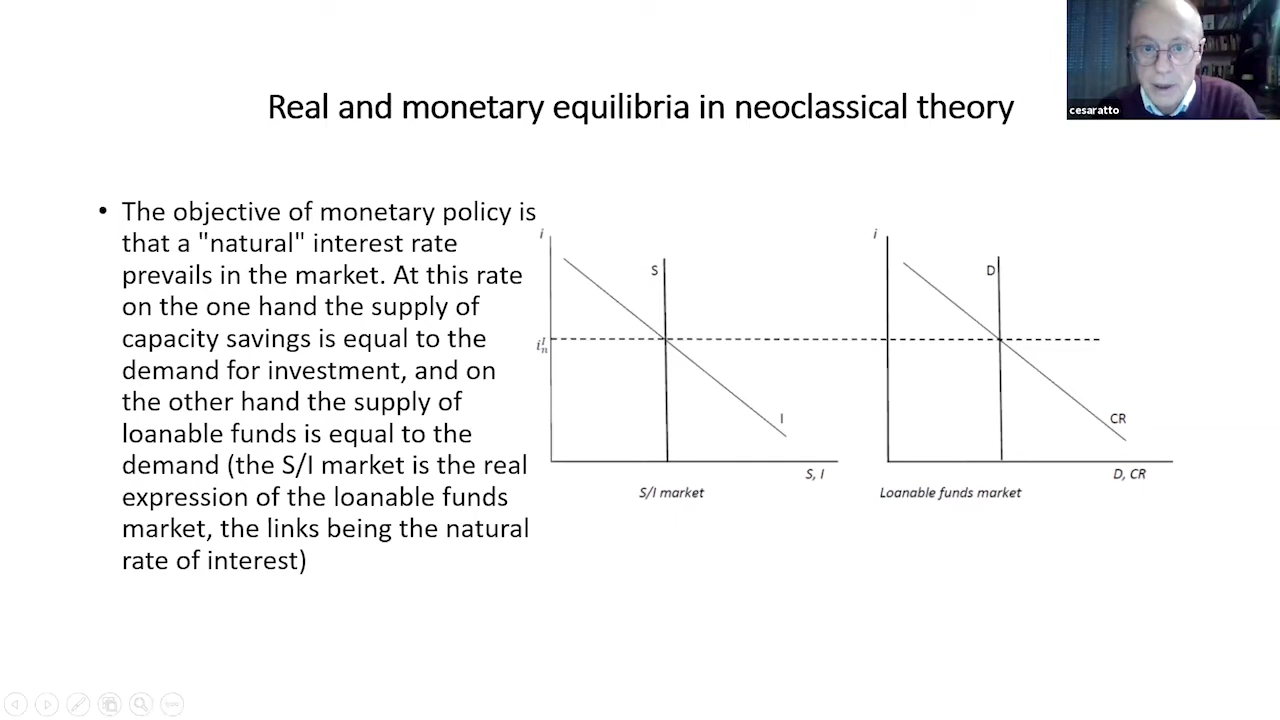 cesaratto
Real and monetary equilibria in neoclassical theory
• The objective of monetary policy is
that a "natural" interest rate
prevails in the market. At this rate
on the one hand the supply of
capacity savings is equal to the
demand for investment, and on
the other hand the supply of
loanable funds is equal to the
demand (the S/I market is the real
expression of the loanable funds
market, the links being the natural
rate of interest)
i
S
i_n^I
I
S, I
S/I market
i
D
CR
D, CR
Loanable funds market